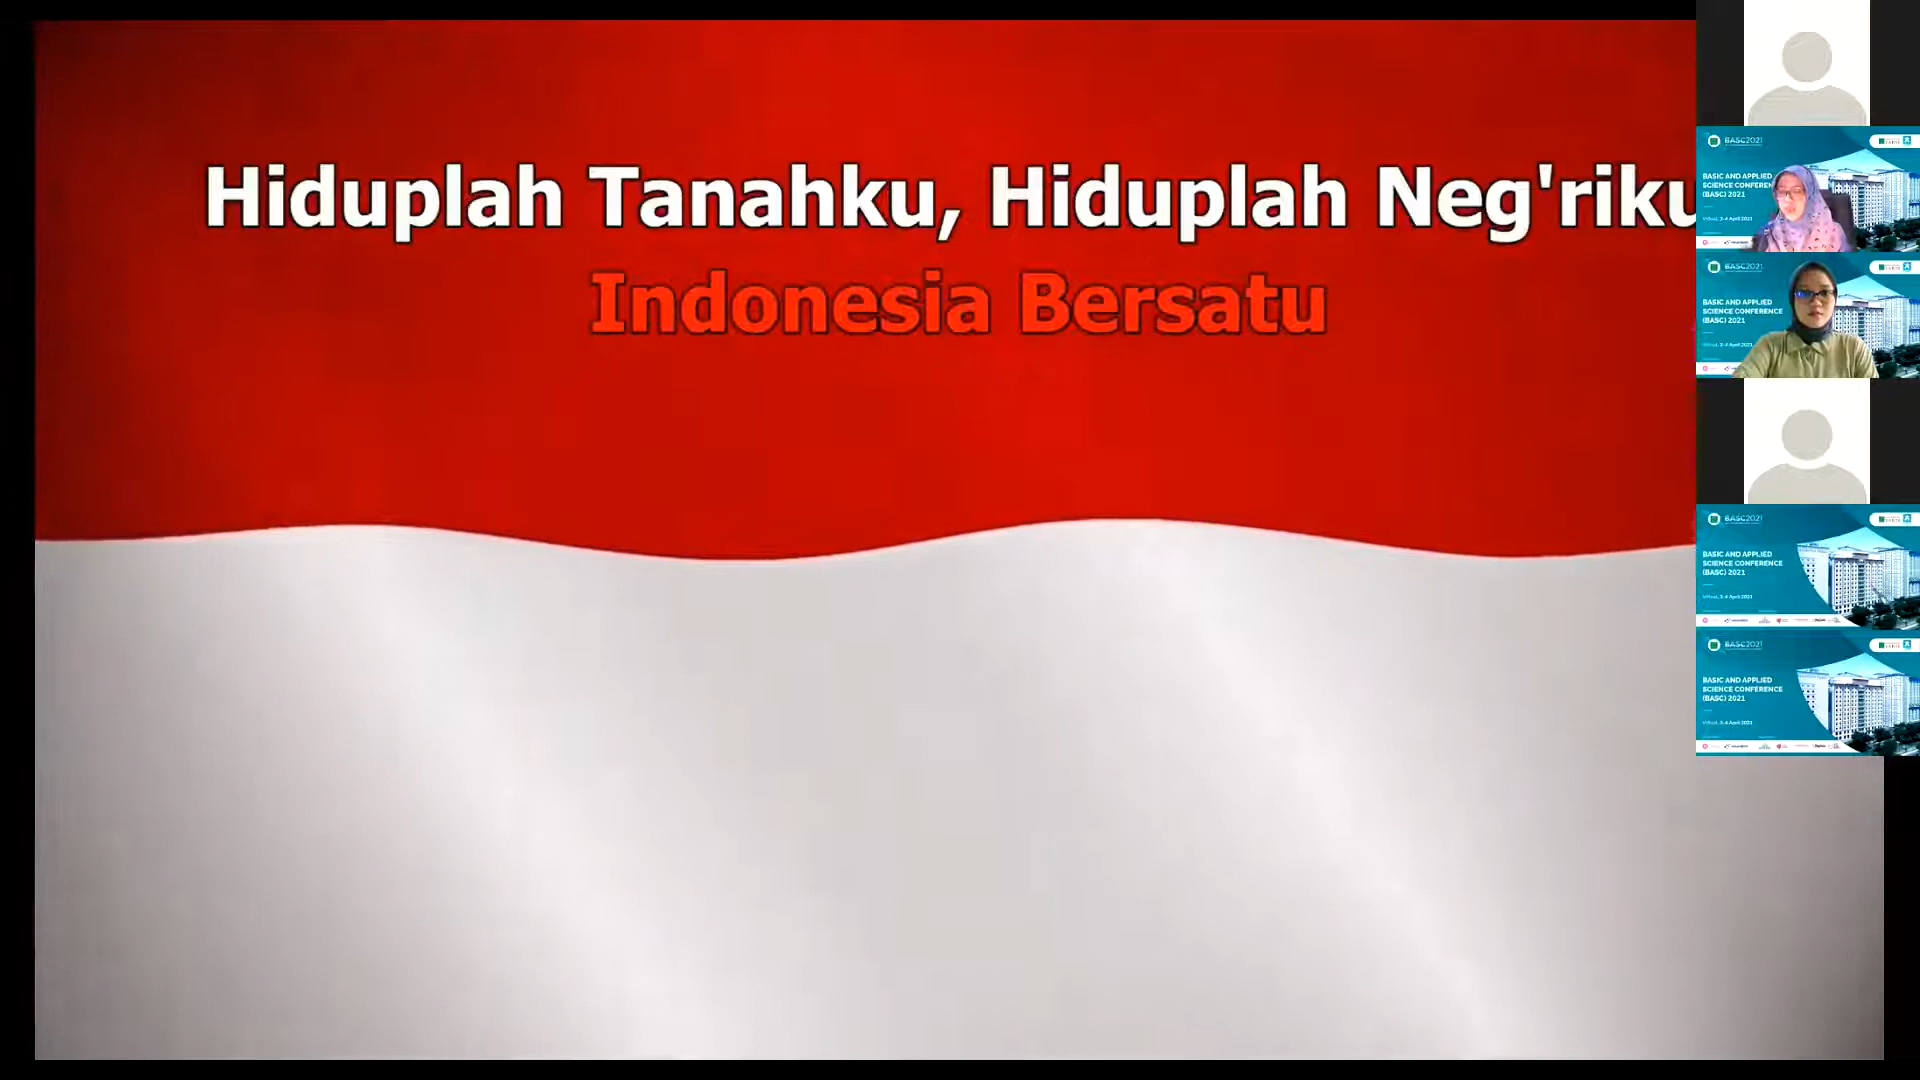 Hiduplah Tanahku, Hiduplah Neg'riku
Indonesia Bersatu
BASC2021
BASIC AND APPLIED
SCIENCE CONFEREN
(BASC) 2021
BASC2021
BASIC AND APPLIED
SCIENCE CONFERENCE
(BASC) 2021
BASC2021
BASIC AND APPLIED
SCIENCE CONFERENCE
(BASC) 2021
BASC2021
BASIC AND APPLIED
SCIENCE CONFERENCE
(BASC) 2021